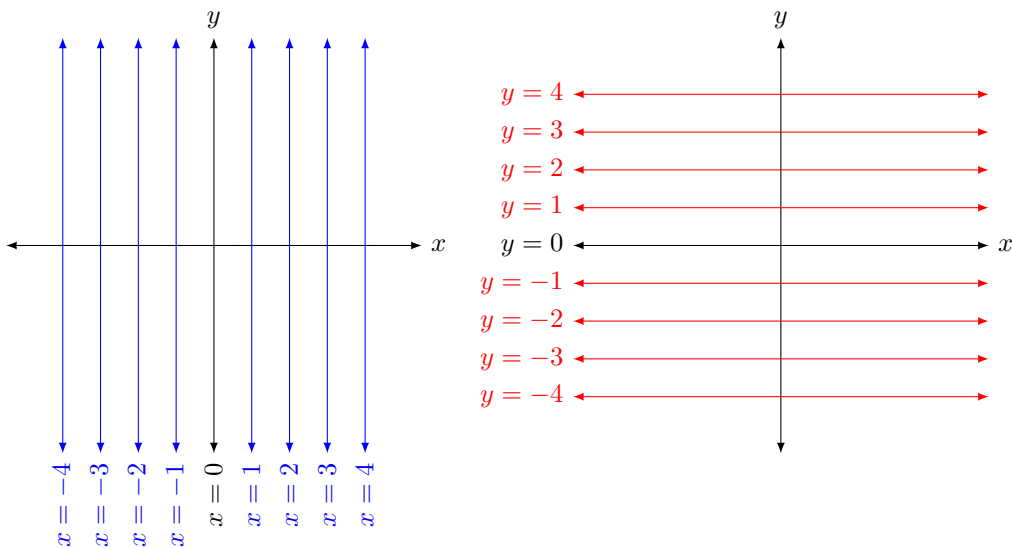 y
x
x = −4
x = −3
x = −2
x = −1
x = 0
x = 1
x = 2
x = 3
x = 4
y
y = 4
y = 3
y = 2
y = 1
y = 0
x
y = −1
y = −2
y = −3
y = −4